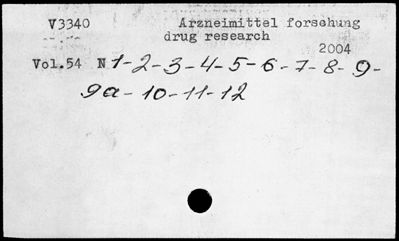 V3340 Arzneimittel forschung
drug research
2004
Vol.54 N 1-2-3-4-5-6-7-8-9-
9a-10-11-12